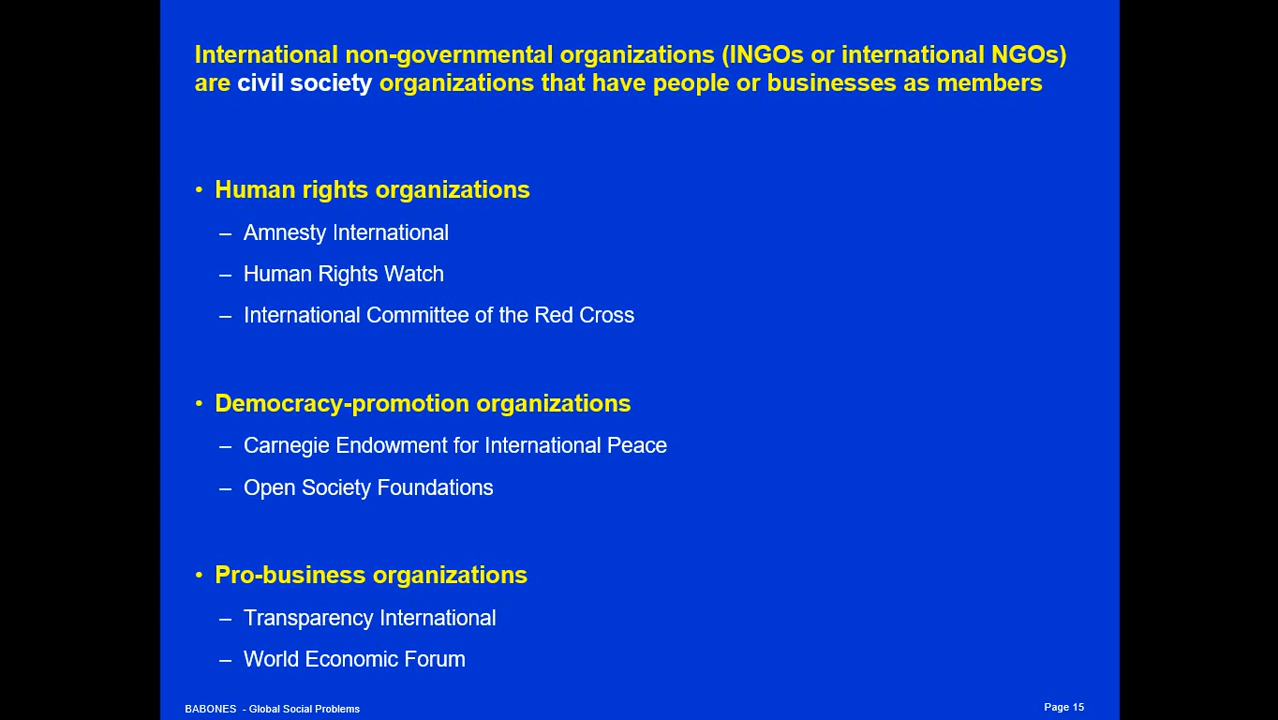 International non-governmental organizations (INGOs or international NGOs)
are civil society organizations that have people or businesses as members
• Human rights organizations
– Amnesty International
– Human Rights Watch
– International Committee of the Red Cross
• Democracy-promotion organizations
– Carnegie Endowment for International Peace
– Open Society Foundations
• Pro-business organizations
– Transparency International
– World Economic Forum
BABONES - Global Social Problems
Page 15